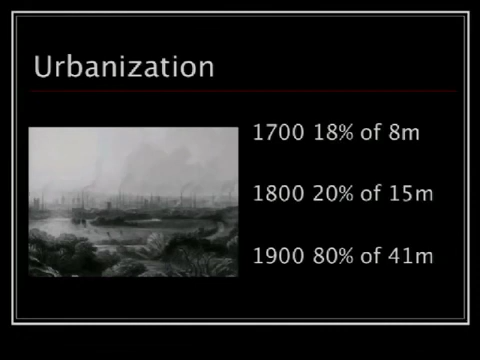 Urbanization
1700 18% of 8m
1800 20% of 15m
1900 80% of 41m